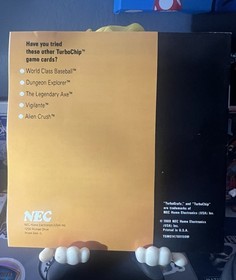 Have you tried
these other TurboChip™
game cards?
World Class Baseball™
Dungeon Explorer™
The Legendary Axe™
Vigilante™
Alien Crush™
NEC
"TurboGrafx," and "TurboChip"
are trademarks of
NEC Home Electronics
(USA) Inc.
© 1989 NEC Home Electronics
(USA) Inc.
Printed in U.S.A.